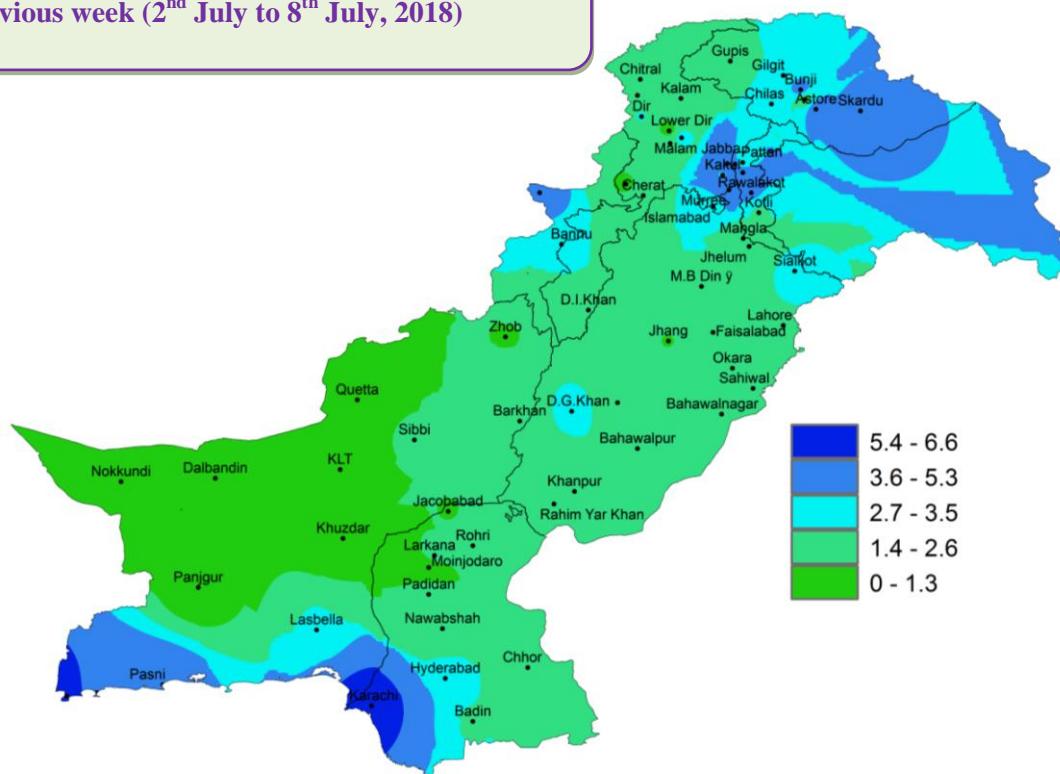 vious week (2nd July to 8th July, 2018)
Gupis
Chitral
Gilgit
Bunji
Kalam
Chilas
Astore
Skardu
Dir
Lower Dir
Malam Jabba
Pattan
Cherat
Rawalakot
Murree
Kotli
Islamabad
Bannu
Mangla
Jhelum
Sialkot
M.B Din ÿ
D.I.Khan
Lahore
Zhob
Jhang
Faisalabad
Okara
Sahiwal
Quetta
D.G.Khan
Bahawalnagar
Barkhan
Sibbi
Bahawalpur
Nokkundi
Dalbandin
KLT
Khanpur
Jacobabad
Rahim Yar Khan
Khuzdar
Rohri
Larkana
Moinjodaro
Panjgur
Padidan
Lasbella
Nawabshah
Chhor
Hyderabad
Pasni
Karachi
Badin
5.4 - 6.6
3.6 - 5.3
2.7 - 3.5
1.4 - 2.6
0 - 1.3